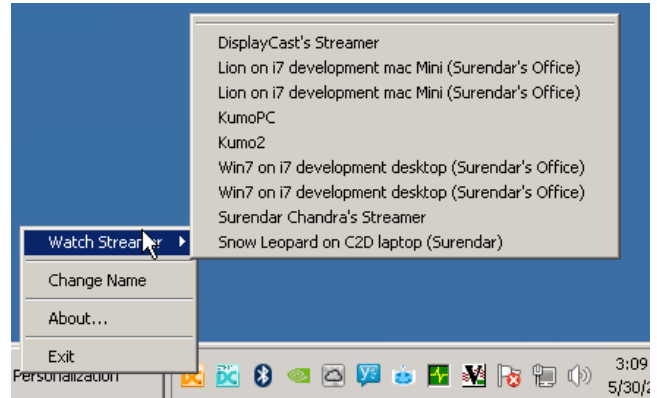 DisplayCast's Streamer
Lion on i7 development mac Mini (Surendar's Office)
Lion on i7 development mac Mini (Surendar's Office)
KumoPC
Kumo2
Win7 on i7 development desktop (Surendar's Office)
Win7 on i7 development desktop (Surendar's Office)
Surendar Chandra's Streamer
Snow Leopard on C2D laptop (Surendar)
Watch Streamer
Change Name
About...
Exit
Personalization
3:09
5/30/2